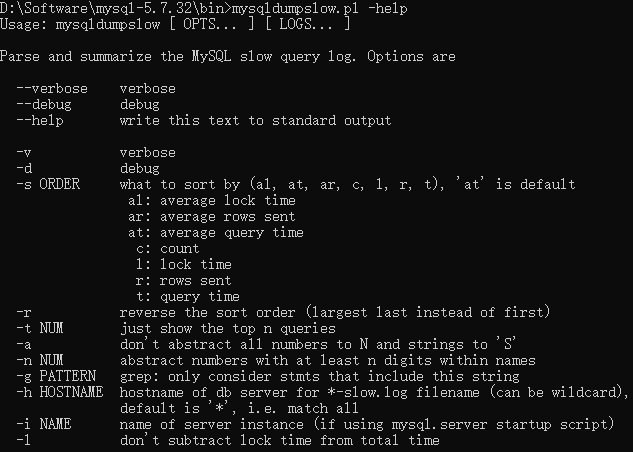 D:\Software\mysql-5.7.32\bin>mysqldumpslow.pl -help
Usage: mysqldumpslow [ OPTS... ] [ LOGS... ]

Parse and summarize the MySQL slow query log. Options are

  --verbose    verbose
  --debug      debug
  --help       write this text to standard output

  -v           verbose
  -d           debug
  -s ORDER     what to sort by (al, at, ar, c, l, r, t), 'at' is default
                al: average lock time
                ar: average rows sent
                at: average query time
                 c: count
                 l: lock time
                 r: rows sent
                 t: query time
  -r           reverse the sort order (largest last instead of first)
  -t NUM       just show the top n queries
  -a           don't abstract all numbers to N and strings to 'S'
  -n NUM       abstract numbers with at least n digits within names
  -g PATTERN   grep: only consider stmts that include this string
  -h HOSTNAME  hostname of db server for *-slow.log filename (can be wildcard),
               default is '*', i.e. match all
  -i NAME      name of server instance (if using mysql.server startup script)
  -l           don't subtract lock time from total time